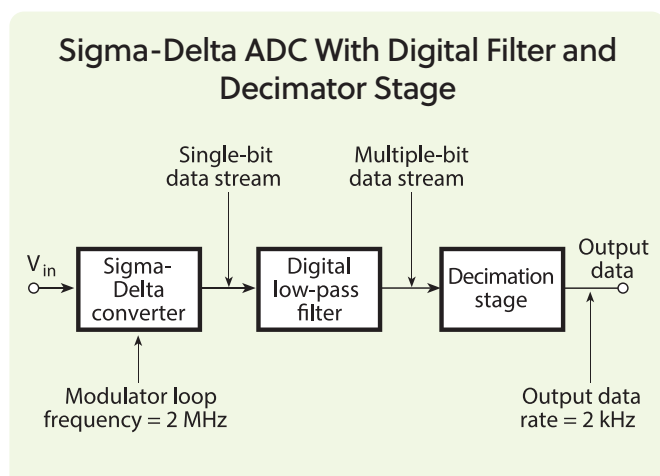 Sigma-Delta ADC With Digital Filter and
Decimator Stage
Single-bit
data stream
Multiple-bit
data stream
V in
Sigma-
Delta
converter
Digital
low-pass
filter
Decimation
stage
Output
data
Modulator loop
frequency = 2 MHz
Output data
rate = 2 kHz